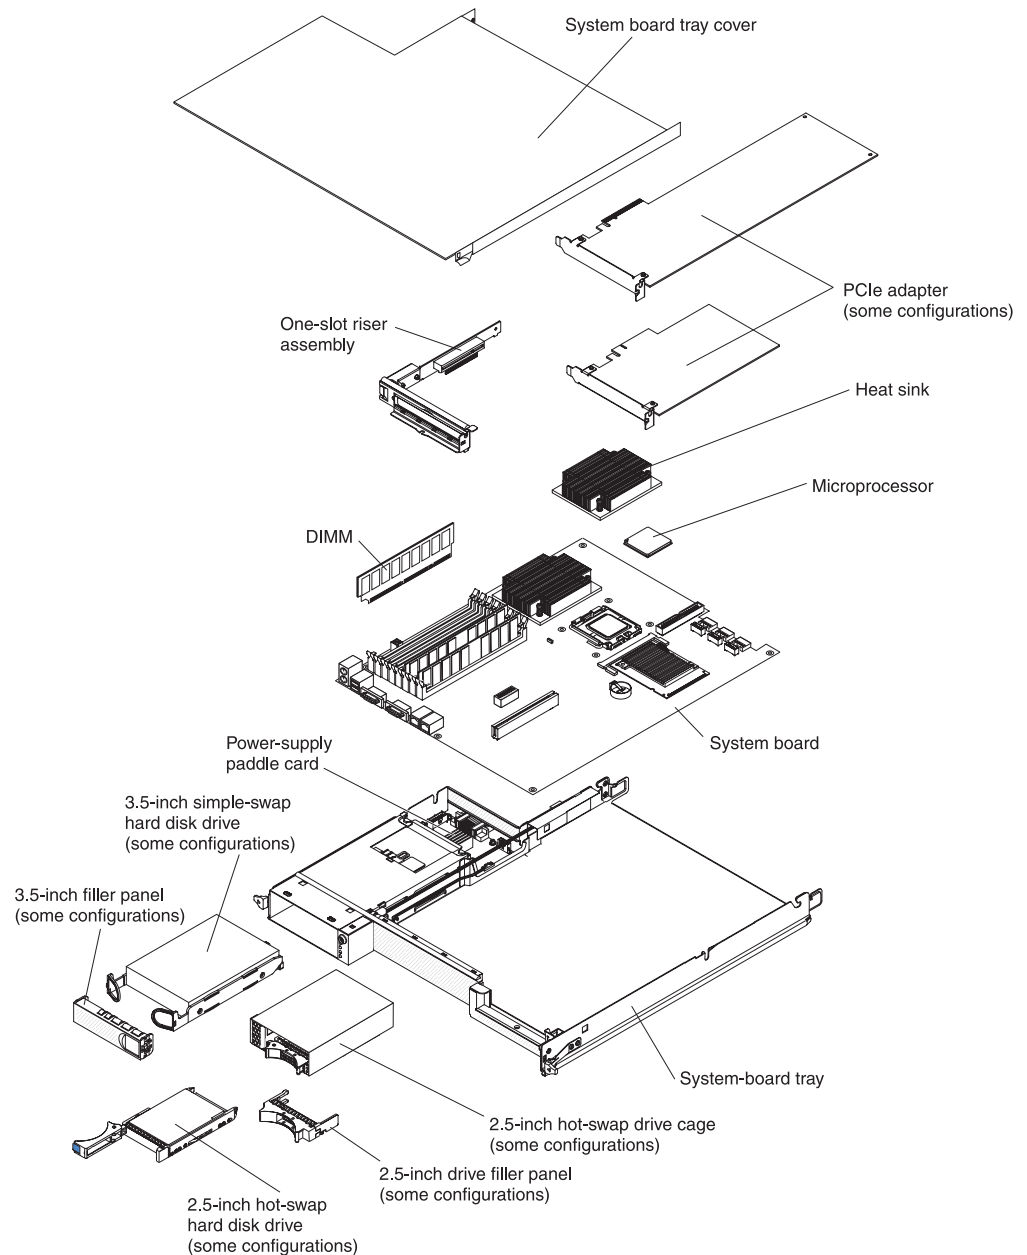 System board tray cover
PCIe adapter
(some configurations)
One-slot riser
assembly
Heat sink
Microprocessor
DIMM
System board
Power-supply
paddle card
3.5-inch simple-swap
hard disk drive
(some configurations)
3.5-inch filler panel
(some configurations)
System-board tray
2.5-inch hot-swap drive cage
(some configurations)
2.5-inch drive filler panel
(some configurations)
2.5-inch hot-swap
hard disk drive
(some configurations)